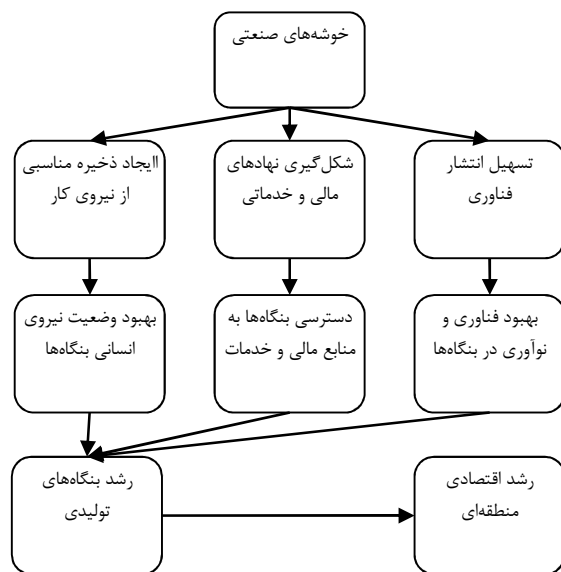 خوشه‌های صنعتی
تسهیل انتشار
فناوری
شکل‌گیری نهادهای
مالی و خدماتی
اایجاد ذخیره مناسبی
از نیروی کار
بهبود فناوری و
نوآوری در بنگاه‌ها
دسترسی بنگاه‌ها به
منابع مالی و خدمات
بهبود وضعیت نیروی
انسانی بنگاه‌ها
رشد بنگاه‌های
تولیدی
رشد اقتصادی
منطقه‌ای